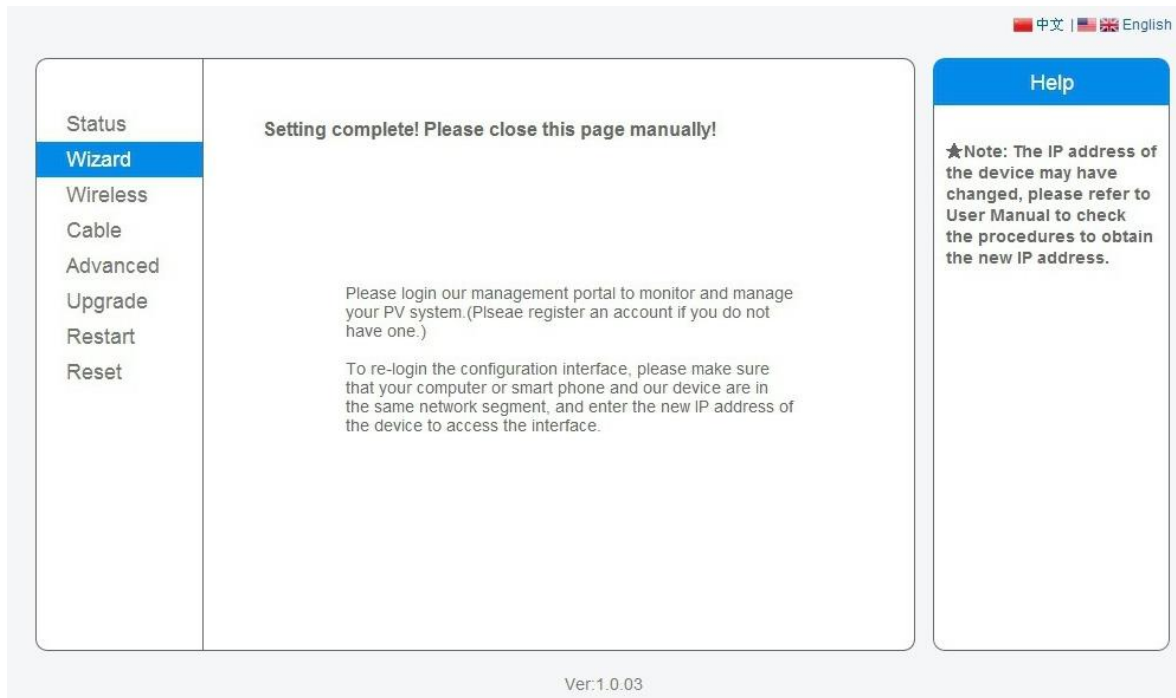 中文 | English
Status
Wizard
Wireless
Cable
Advanced
Upgrade
Restart
Reset
Setting complete! Please close this page manually!
Please login our management portal to monitor and manage
your PV system.(Plseae register an account if you do not
have one.)
To re-login the configuration interface, please make sure
that your computer or smart phone and our device are in
the same network segment, and enter the new IP address of
the device to access the interface.
Help
★Note: The IP address of
the device may have
changed, please refer to
User Manual to check
the procedures to obtain
the new IP address.
Ver:1.0.03